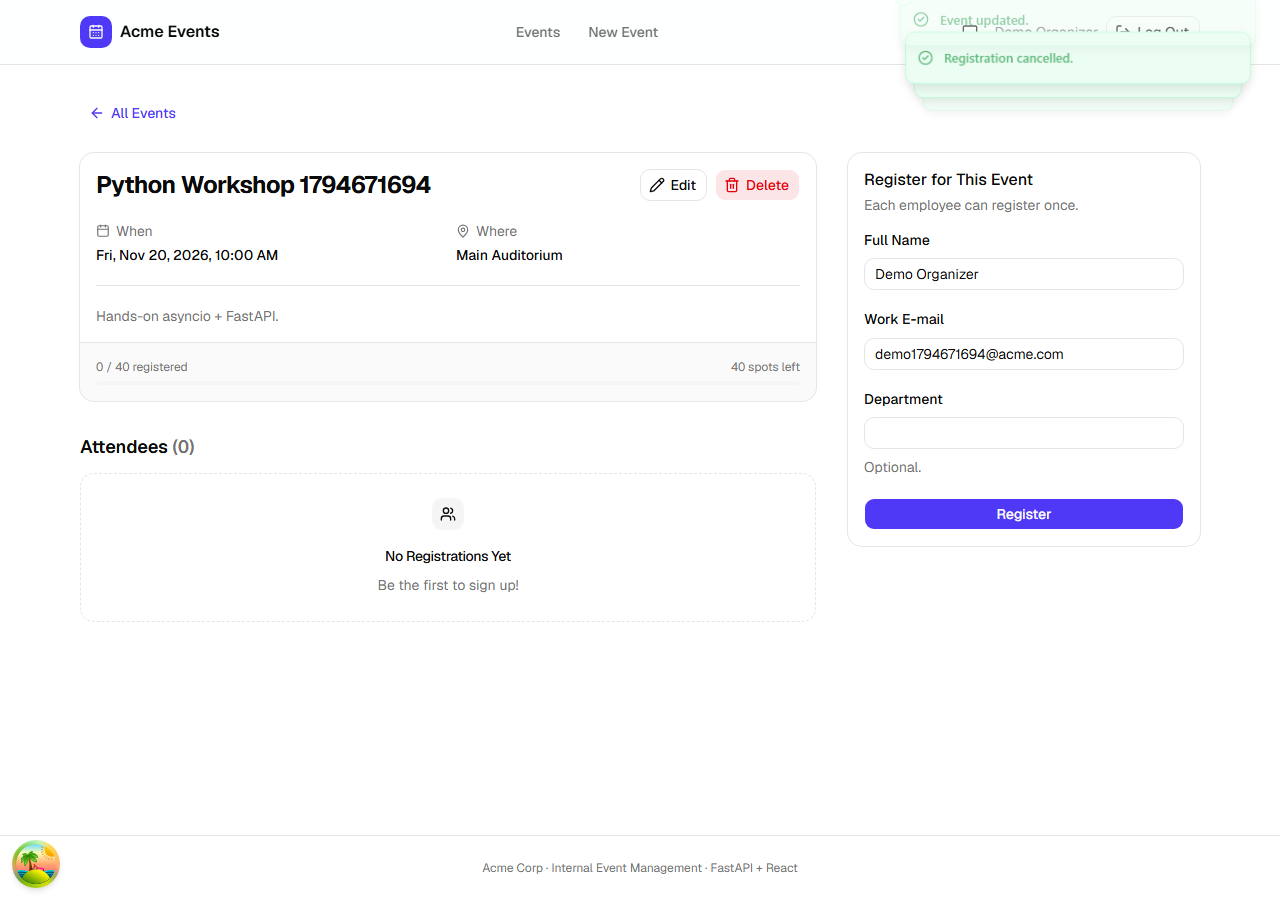 Acme Events
Events
New Event
Demo Organizer
Log Out
Event updated.
Registration cancelled.
All Events
Python Workshop 1794671694
Edit
Delete
When
Where
Fri, Nov 20, 2026, 10:00 AM
Main Auditorium
Hands-on asyncio + FastAPI.
0 / 40 registered
40 spots left
Attendees (0)
No Registrations Yet
Be the first to sign up!
Register for This Event
Each employee can register once.
Full Name
Demo Organizer
Work E-mail
demo1794671694@acme.com
Department
Optional.
Register
Acme Corp · Internal Event Management · FastAPI + React